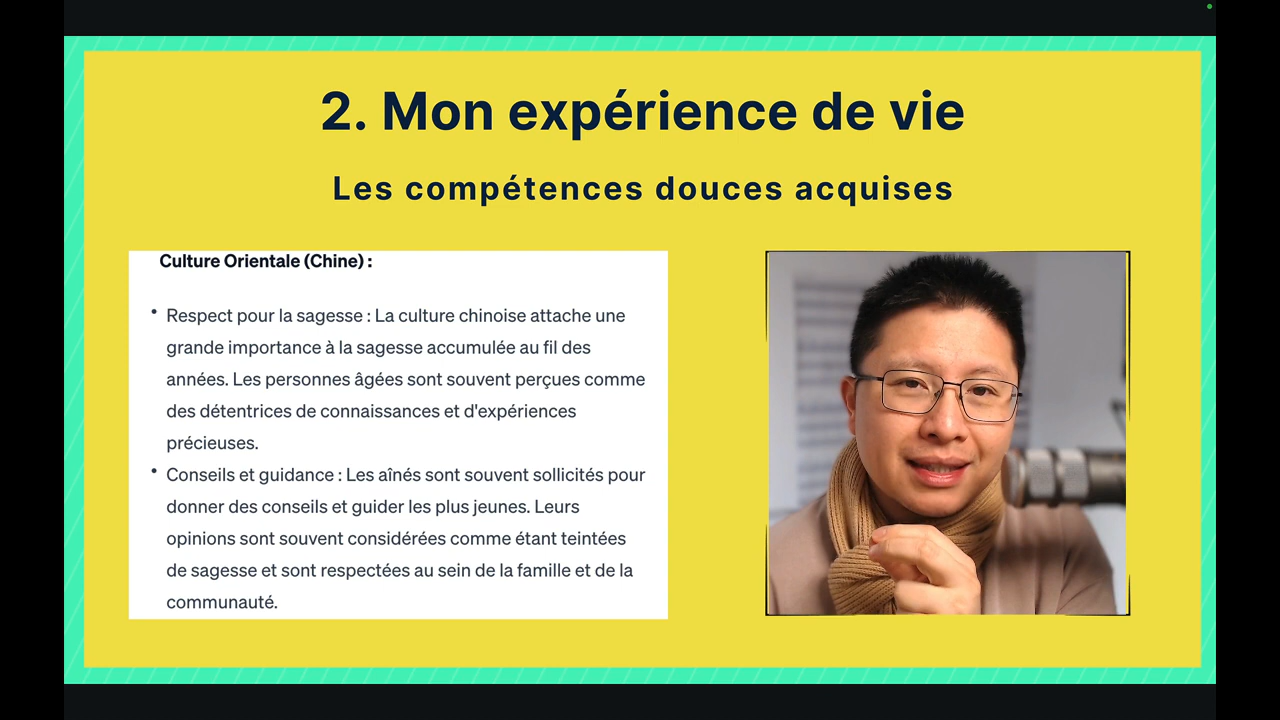 2. Mon expérience de vie
Les compétences douces acquises
Culture Orientale (Chine) :
• Respect pour la sagesse : La culture chinoise attache une
grande importance à la sagesse accumulée au fil des
années. Les personnes âgées sont souvent perçues comme
des détentrices de connaissances et d'expériences
précieuses.
• Conseils et guidance : Les aînés sont souvent sollicités pour
donner des conseils et guider les plus jeunes. Leurs
opinions sont souvent considérées comme étant teintées
de sagesse et sont respectées au sein de la famille et de la
communauté.